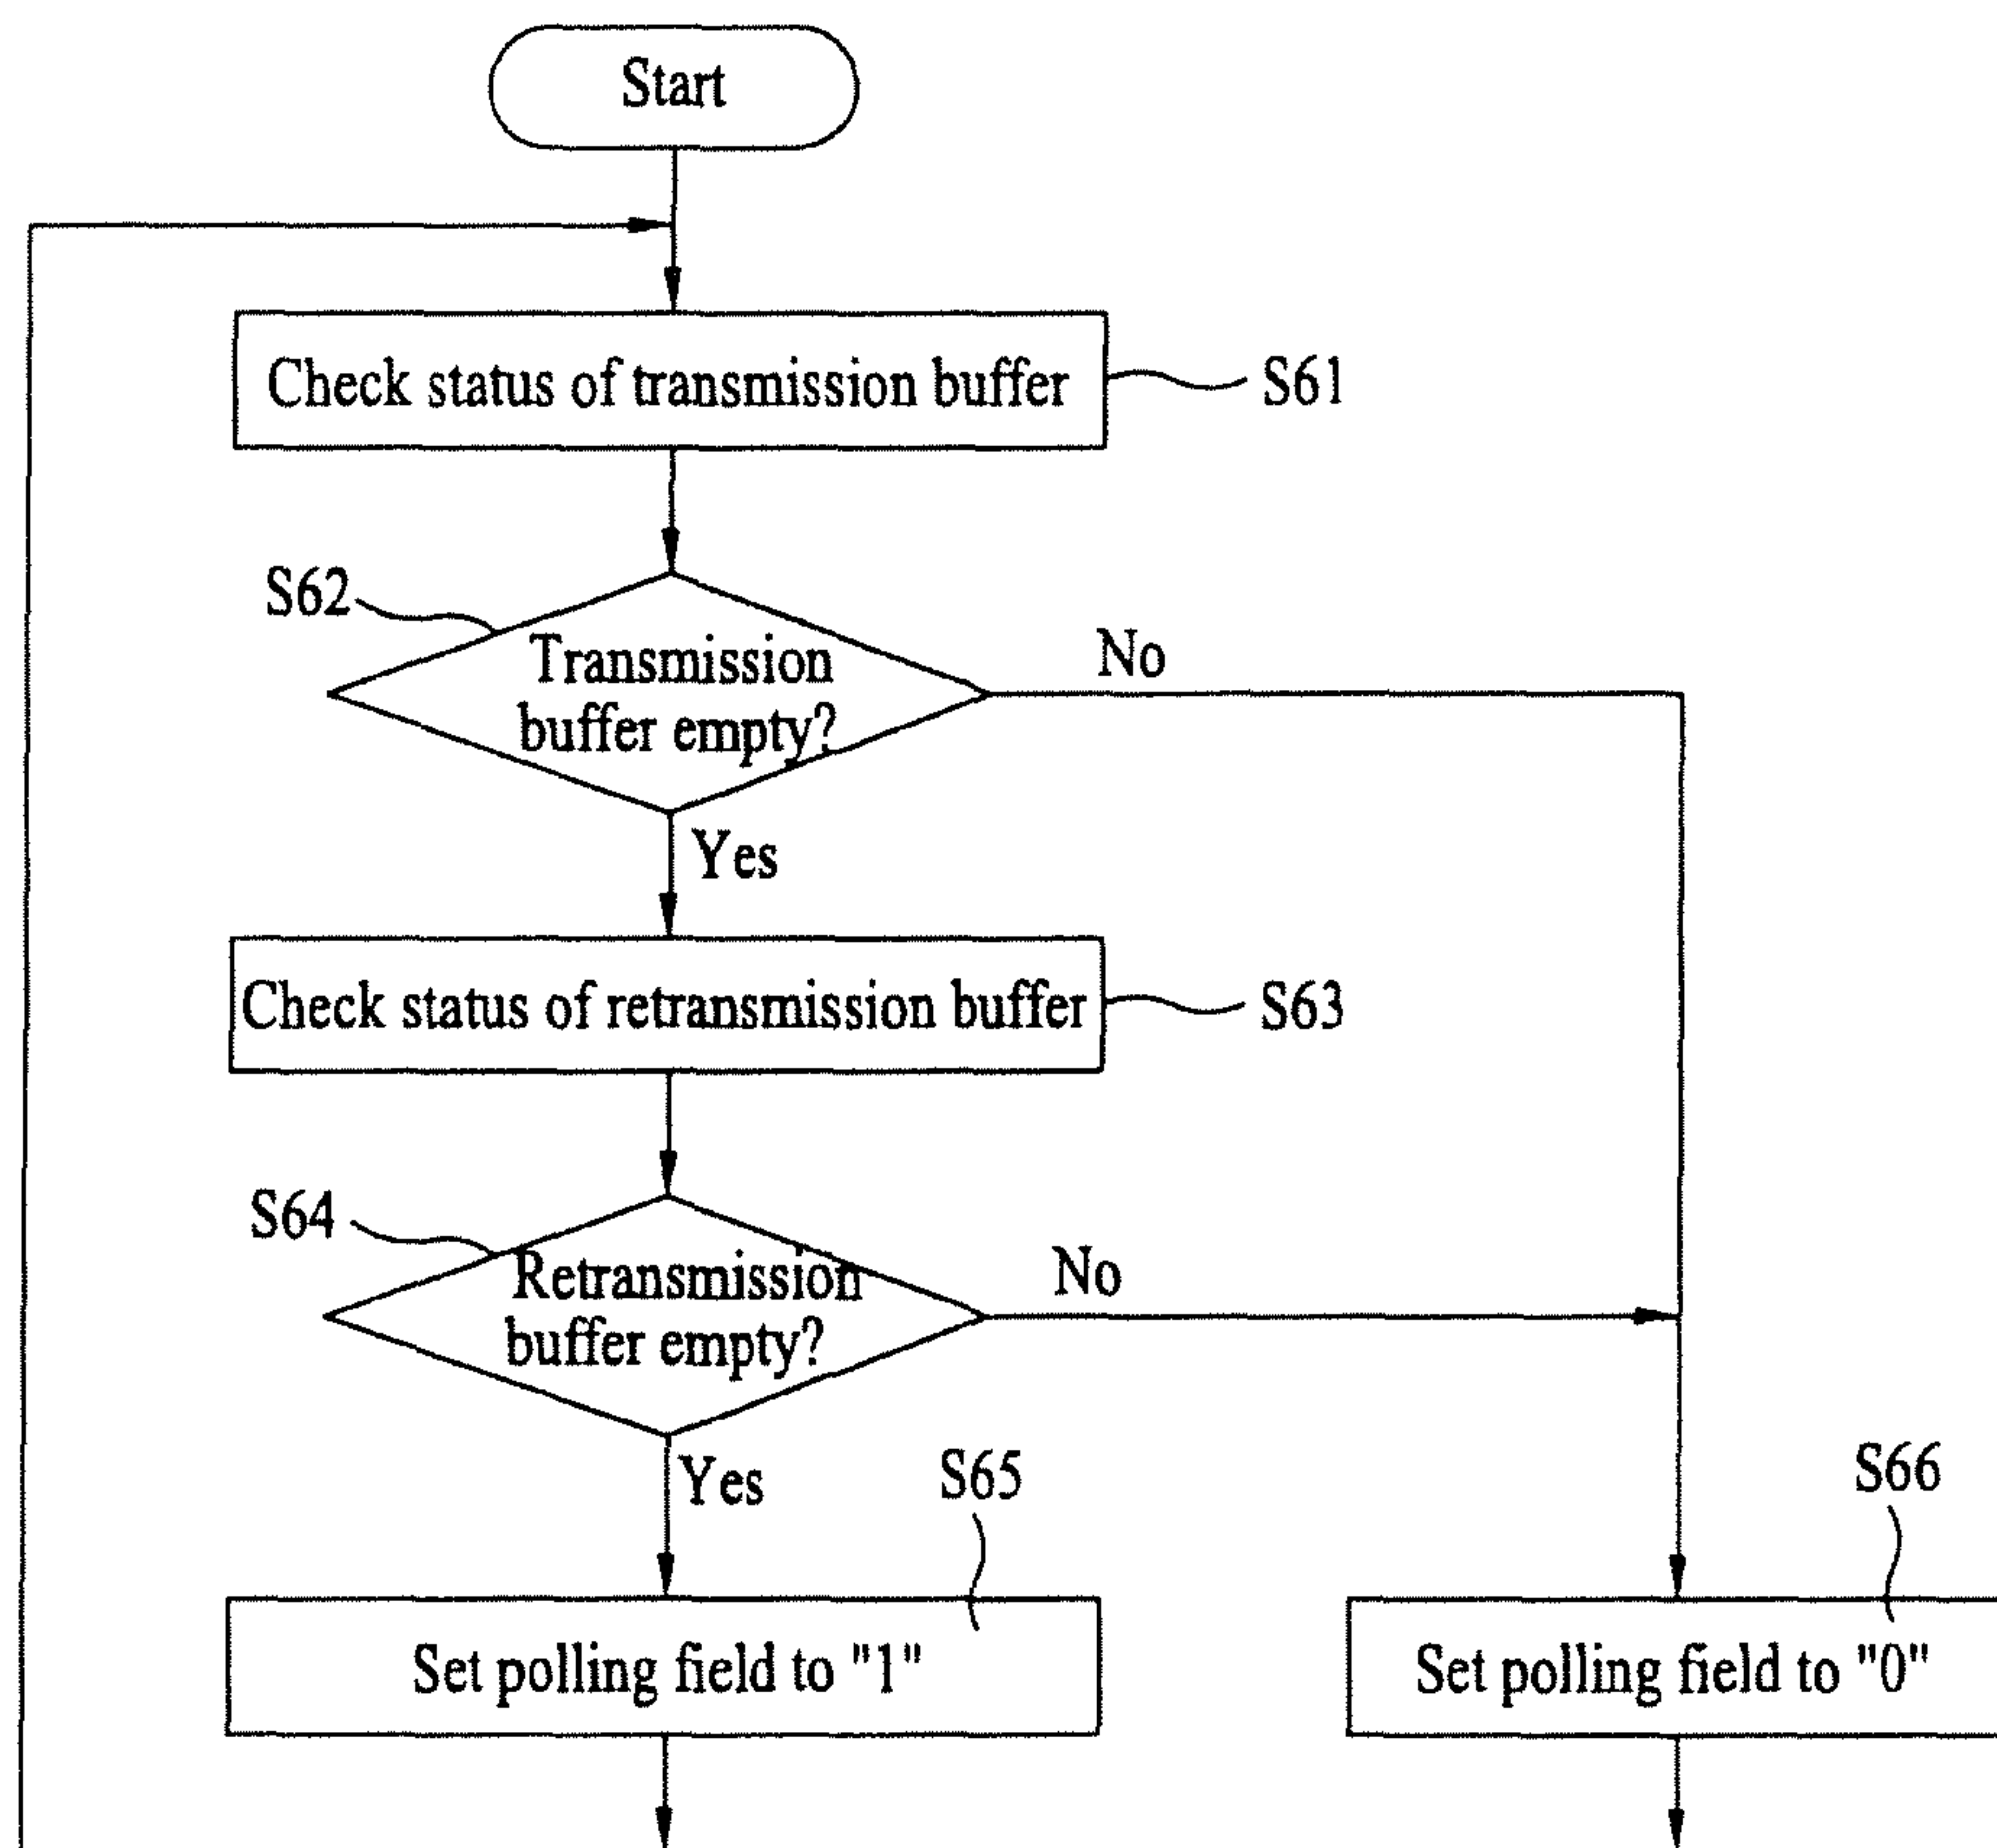 Start
Check status of transmission buffer
S61
S62
Transmission
buffer empty?
No
Yes
Check status of retransmission buffer
S63
S64
Retransmission
buffer empty?
No
Yes
S65
S66
Set polling field to "1"
Set polling field to "0"